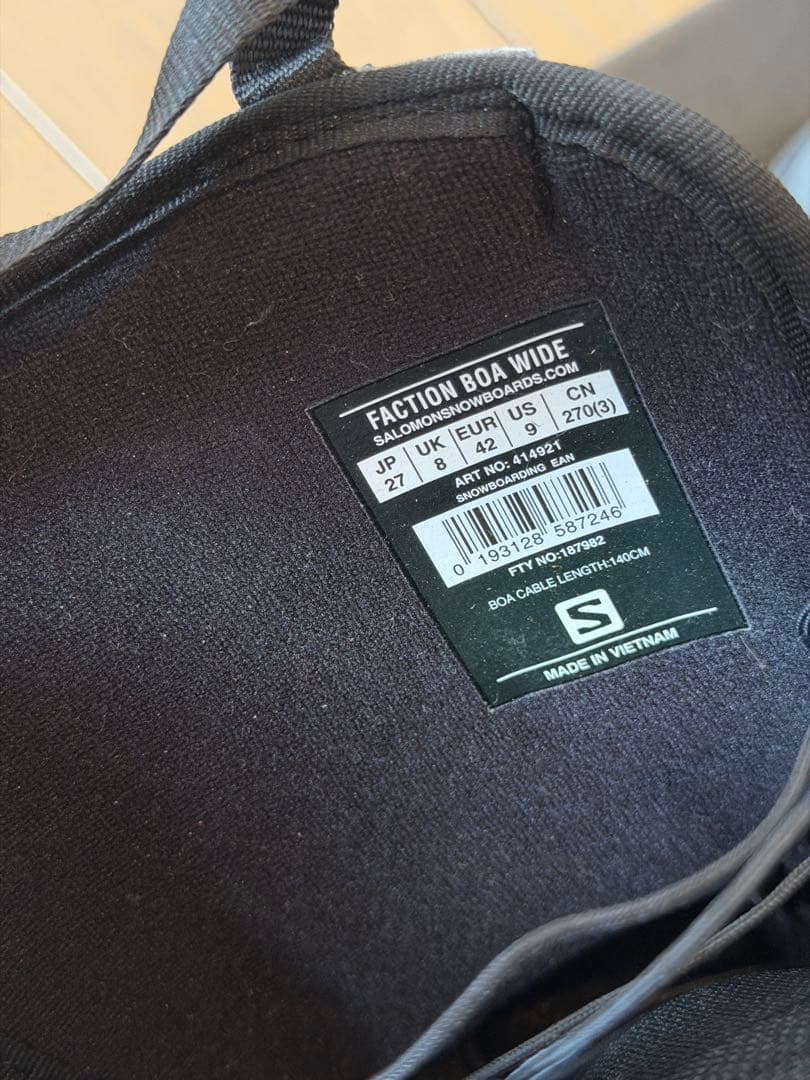 FACTION BOA WIDE
SALOMONSNOWBOARDS.COM
JP UK EUR US CN
27 8 42 9 270(3)
ART NO: 414921
SNOWBOARDING EAN
0 193128 587246
FTY NO:187982
BOA CABLE LENGTH:140CM
S
MADE IN VIETNAM